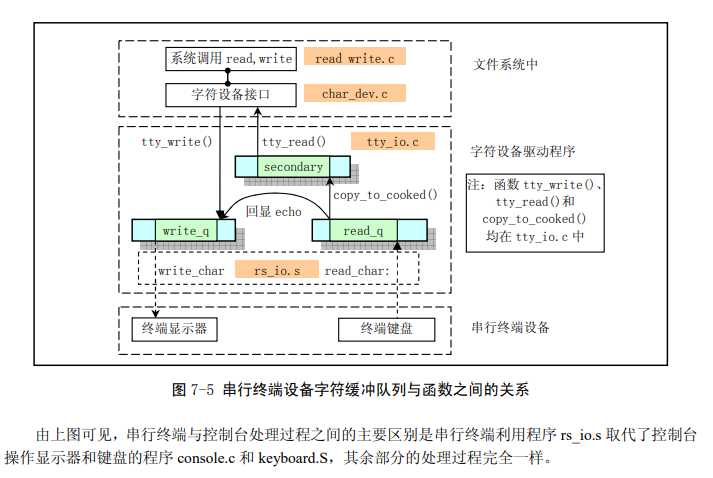 系统调用 read,write
read_write.c
文件系统中
字符设备接口
char_dev.c
tty_write()
tty_read()
tty_io.c
字符设备驱动程序
secondary
注：函数 tty_write()、
tty_read()和
copy_to_cooked()
均在 tty_io.c 中
copy_to_cooked()
回显 echo
write_q
read_q
write_char
rs_io.s
read_char:
终端显示器
终端键盘
串行终端设备
图 7-5 串行终端设备字符缓冲队列与函数之间的关系
由上图可见，串行终端与控制台处理过程之间的主要区别是串行终端利用程序 rs_io.s 取代了控制台
操作显示器和键盘的程序 console.c 和 keyboard.S，其余部分的处理过程完全一样。